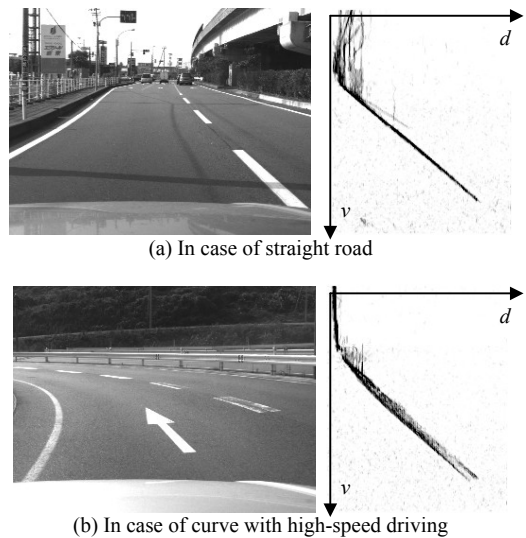 d
v
(a) In case of straight road
d
v
(b) In case of curve with high-speed driving